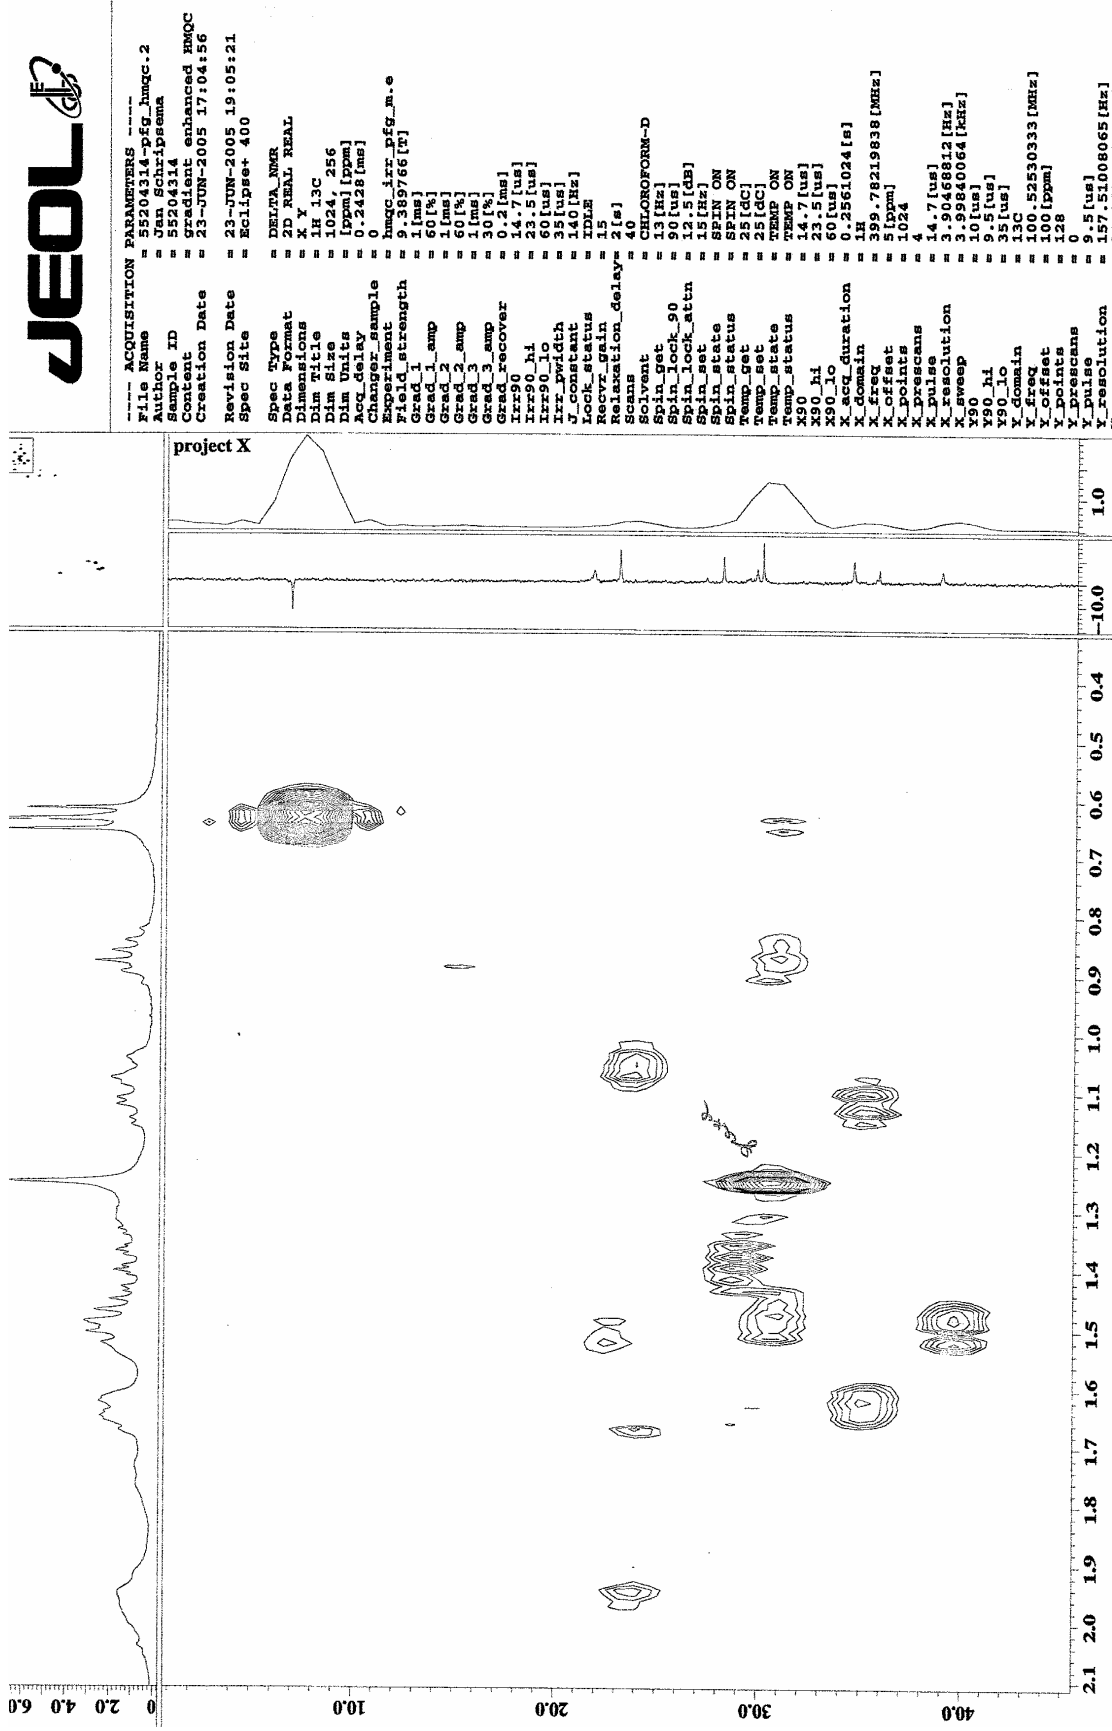 JEOL
---- ACQUISITION PARAMETERS ----
File Name = 55204314-pfg_hmqc.2
Author = Jan Schripsema
Sample ID = 55204314
Content = gradient enhanced HMQC
Creation Date = 23-JUN-2005 17:04:56
Revision Date = 23-JUN-2005 19:05:21
Spec Site = Eclipse+ 400
Spec Type = DELTA_NMR
Data Format = 2D REAL REAL
Dimensions = X Y
Dim Title = 1H 13C
Dim Size = 1024, 256
Dim Units = [ppm][ppm]
Acq_delay = 0.2428[ms]
Changer_sample = 0
Experiment = hmqc_irr_pfg_m.e
Field_strength = 9.389766[T]
Grad_1 = 1[ms]
Grad_1_amp = 60[%]
Grad_2 = 1[ms]
Grad_2_amp = 60[%]
Grad_3 = 1[ms]
Grad_3_amp = 30[%]
Grad_recover = 0.2[ms]
Irr90 = 14.7[us]
Irr90_hi = 23.5[us]
Irr90_lo = 60[us]
Irr_pwidth = 35[us]
J_constant = 140[Hz]
Lock_status = IDLE
Recvr_gain = 15
Relaxation_delay= 2[s]
Scans = 40
Solvent = CHLOROFORM-D
Spin_get = 13[Hz]
Spin_lock_90 = 90[us]
Spin_lock_attn = 12.5[dB]
Spin_set = 15[Hz]
Spin_state = SPIN ON
Spin_status = SPIN ON
Temp_get = 25[dC]
Temp_set = 25[dC]
Temp_state = TEMP ON
Temp_status = TEMP ON
X90 = 14.7[us]
X90_hi = 23.5[us]
X90_lo = 60[us]
X_acq_duration = 0.2561024[s]
X_domain = 1H
X_freq = 399.78219838[MHz]
X_offset = 5[ppm]
X_points = 1024
X_prescans = 4
X_pulse = 14.7[us]
X_resolution = 3.90468812[Hz]
X_sweep = 3.99840064[kHz]
Y90 = 10[us]
Y90_hi = 9.5[us]
Y90_lo = 35[us]
Y_domain = 13C
Y_freq = 100.52530333[MHz]
Y_offset = 100[ppm]
Y_points = 128
Y_prescans = 0
Y_pulse = 9.5[us]
Y_resolution = 157.51008065[Hz]
project X
1.0
-10.0
6.0 4.0 2.0 0
10.0
20.0
30.0
40.0
2.1 2.0 1.9 1.8 1.7 1.6 1.5 1.4 1.3 1.2 1.1 1.0 0.9 0.8 0.7 0.6 0.5 0.4